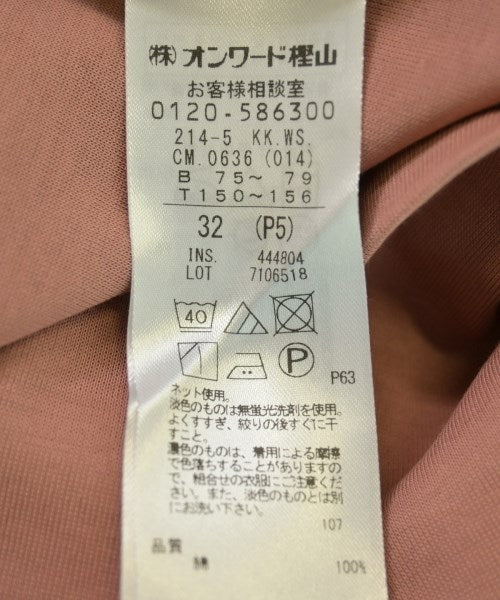 (株)オンワード樫山
お客様相談室
0120-586300
214-5 KK.WS.
CM.0636 (014)
B 75～ 79
T 150～156
32 (P5)
INS. 444804
LOT 7106518
40
P
P63
ネット使用。
淡色のものは無蛍光洗剤を使用。
よくすすぎ、絞りの後すぐに干
すこと。
濃色のものは、着用による摩擦
で色落ちすることがありますの
で、組合せの衣服にご注意くだ
さい。また、淡色のものとは別
にお洗い下さい。
107
品質
綿 100%